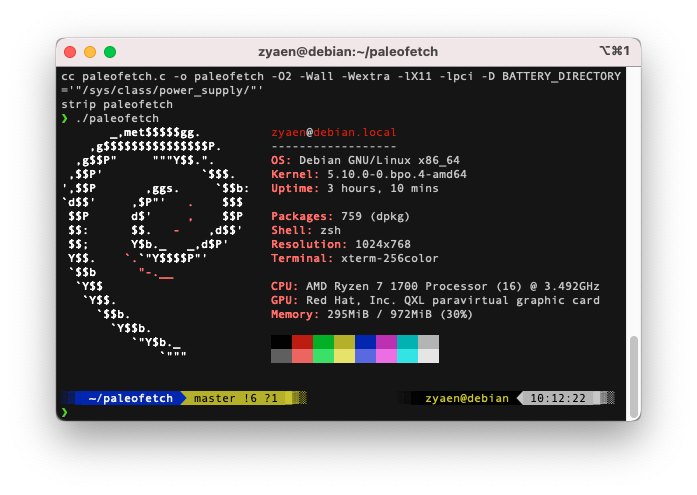 zyaen@debian:~/paleofetch ⌥⌘1
cc paleofetch.c -o paleofetch -O2 -Wall -Wextra -lX11 -lpci -D BATTERY_DIRECTORY
='"/sys/class/power_supply/"'
strip paleofetch
❯ ./paleofetch
       _,met$$$$$gg.          zyaen@debian.local
    ,g$$$$$$$$$$$$$$$P.       ------------------
  ,g$$P"     """Y$$.".        OS: Debian GNU/Linux x86_64
 ,$$P'              `$$$.     Kernel: 5.10.0-0.bpo.4-amd64
',$$P       ,ggs.     `$$b:   Uptime: 3 hours, 10 mins
`d$$'     ,$P"'   .    $$$
 $$P      d$'     ,    $$P    Packages: 759 (dpkg)
 $$:      $$.   -    ,d$$'    Shell: zsh
 $$;      Y$b._   _,d$P'      Resolution: 1024x768
 Y$$.    `.`"Y$$$$P"'         Terminal: xterm-256color
 `$$b      "-.__
  `Y$$                        CPU: AMD Ryzen 7 1700 Processor (16) @ 3.492GHz
   `Y$$.                      GPU: Red Hat, Inc. QXL paravirtual graphic card
     `$$b.                    Memory: 295MiB / 972MiB (30%)
       `Y$$b.
          `"Y$b._
              `"""
~/paleofetch master !6 ?1 zyaen@debian 10:12:22
❯